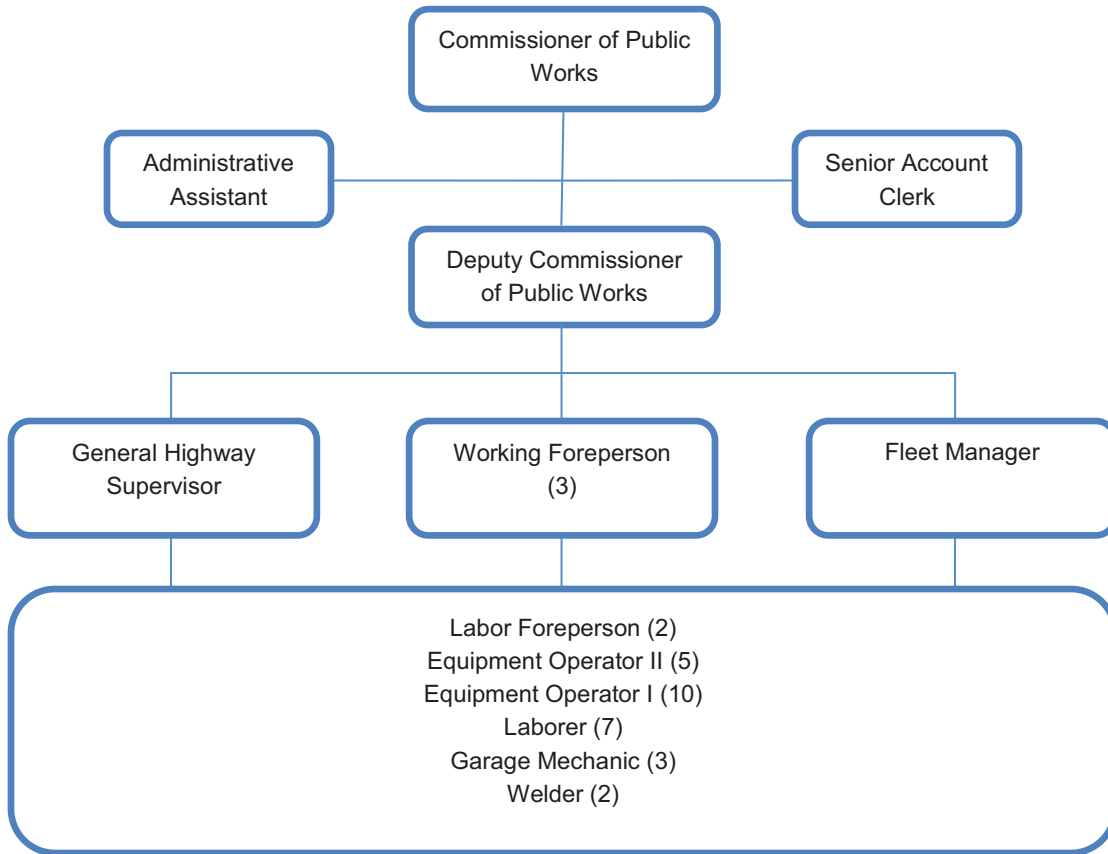 Commissioner of Public
Works
Administrative
Assistant
Senior Account
Clerk
Deputy Commissioner
of Public Works
General Highway
Supervisor
Working Foreperson
(3)
Fleet Manager
Labor Foreperson (2)
Equipment Operator II (5)
Equipment Operator I (10)
Laborer (7)
Garage Mechanic (3)
Welder (2)